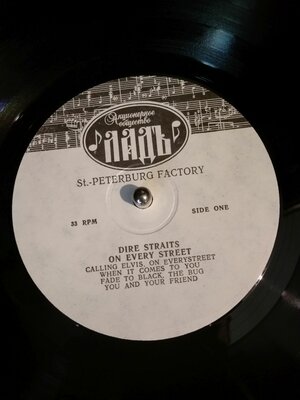 Акционерное
общество
ЛАДЪ
St.-PETERBURG FACTORY
33 RPM
SIDE ONE
DIRE STRAITS
ON EVERY STREET
CALLING ELVIS, ON EVERYSTREET
WHEN IT COMES TO YOU
FADE TO BLACK, THE BUG
YOU AND YOUR FRIEND